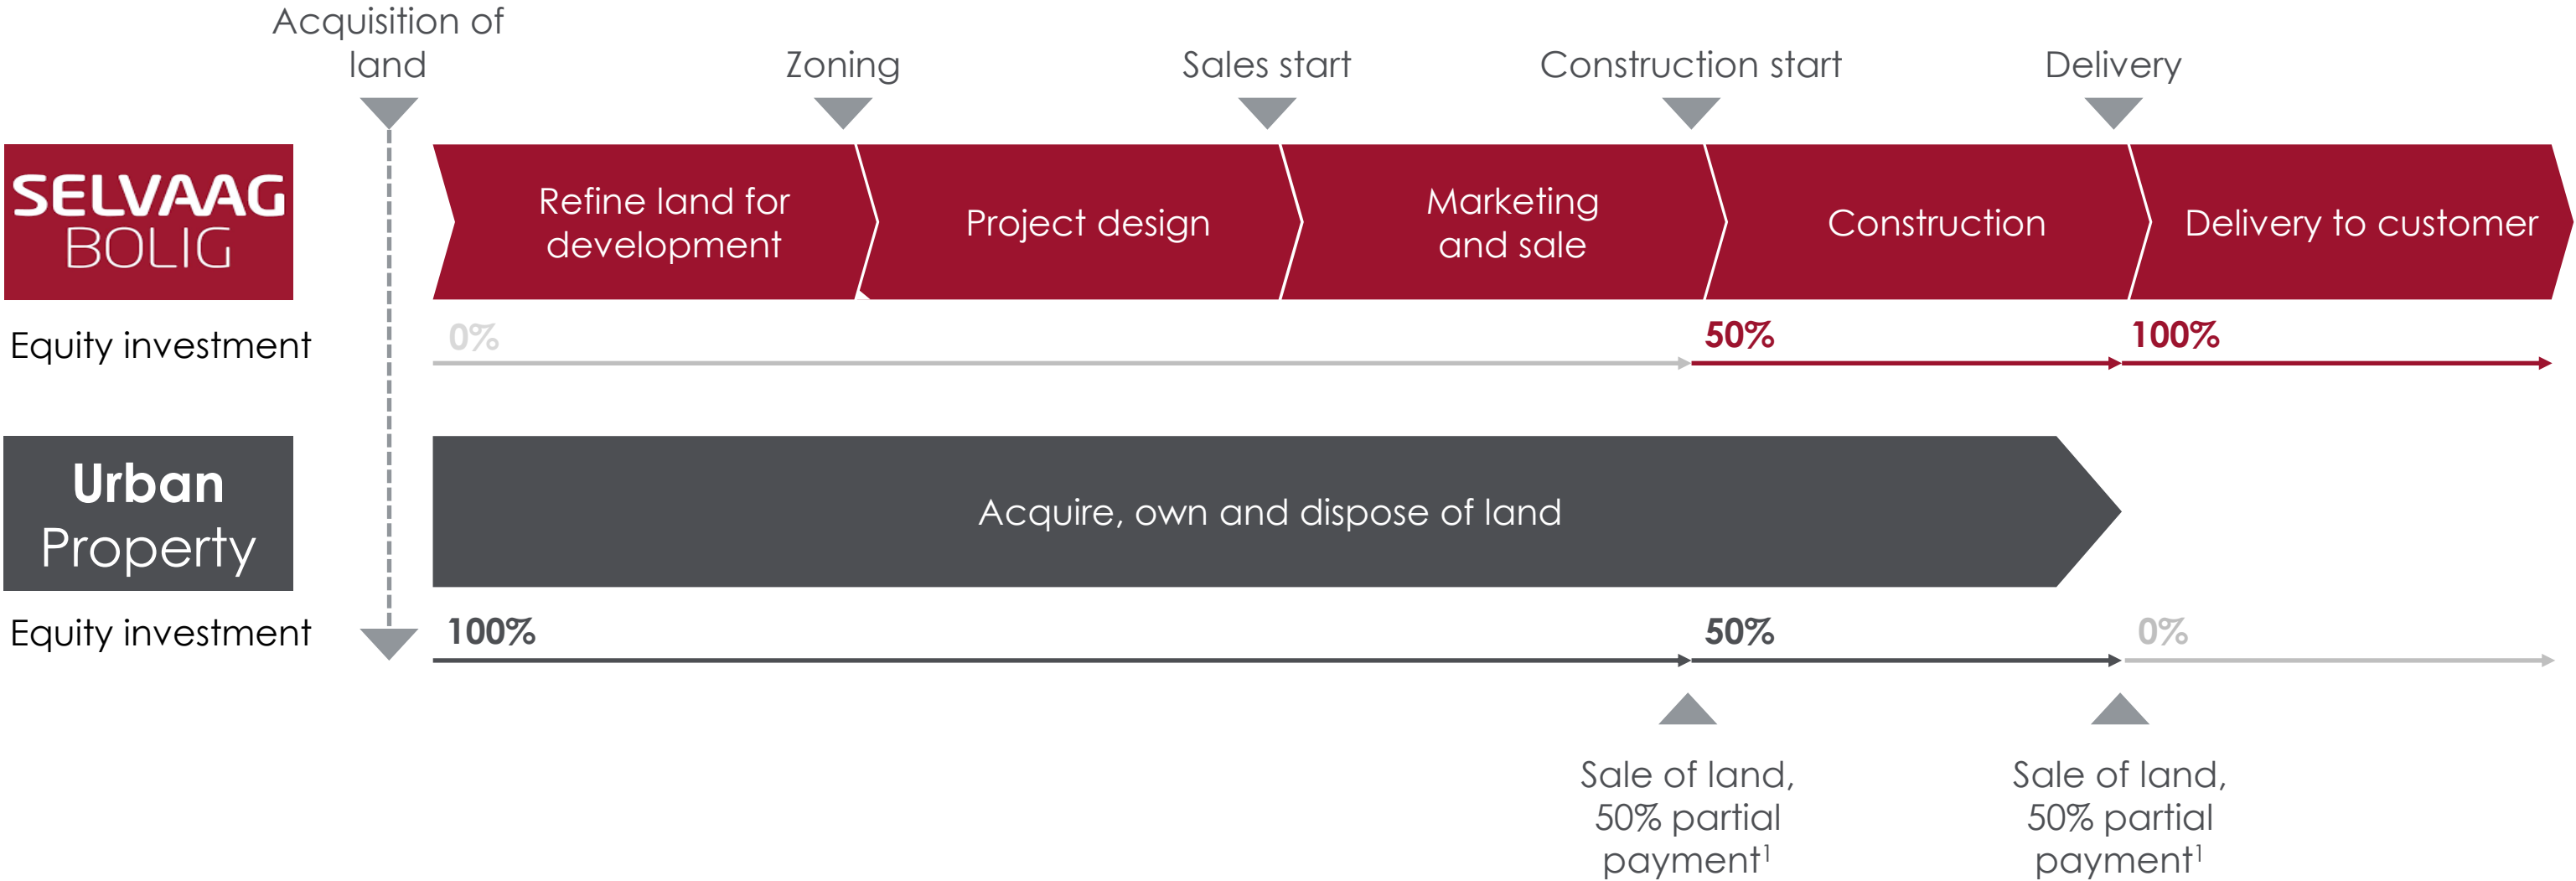 Acquisition of
land
Zoning
Sales start
Construction start
Delivery
SELVAAG
BOLIG
Refine land for
development
Project design
Marketing
and sale
Construction
Delivery to customer
Equity investment
0%
50%
100%
Urban
Property
Acquire, own and dispose of land
Equity investment
100%
50%
0%
Sale of land,
50% partial
payment¹
Sale of land,
50% partial
payment¹